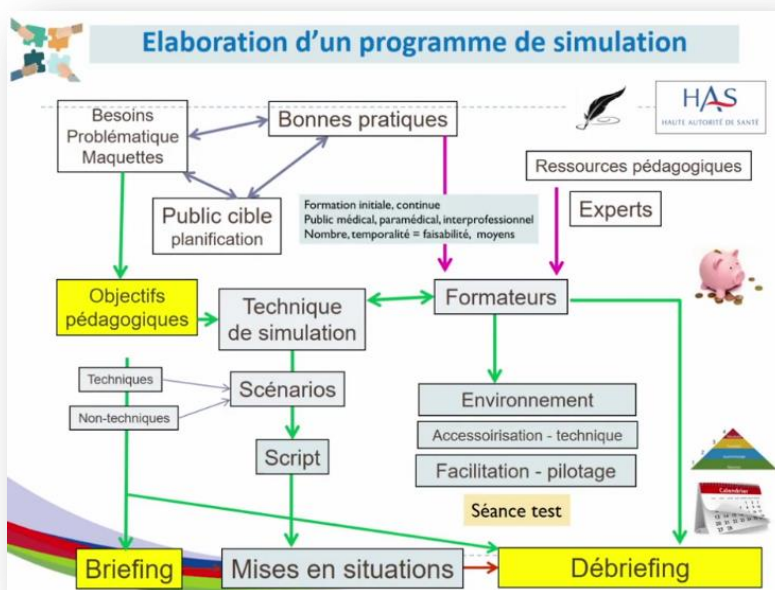 Elaboration d'un programme de simulation
Besoins
Problématique
Maquettes
Bonnes pratiques
HAS
HAUTE AUTORITÉ DE SANTÉ
Ressources pédagogiques
Public cible
planification
Formation initiale, continue
Public médical, paramédical, interprofessionnel
Nombre, temporalité = faisabilité, moyens
Experts
Objectifs
pédagogiques
Technique
de simulation
Formateurs
Techniques
Non-techniques
Scénarios
Environnement
Accessoirisation - technique
Script
Facilitation - pilotage
Séance test
Calendrier
Briefing
Mises en situations
Débriefing